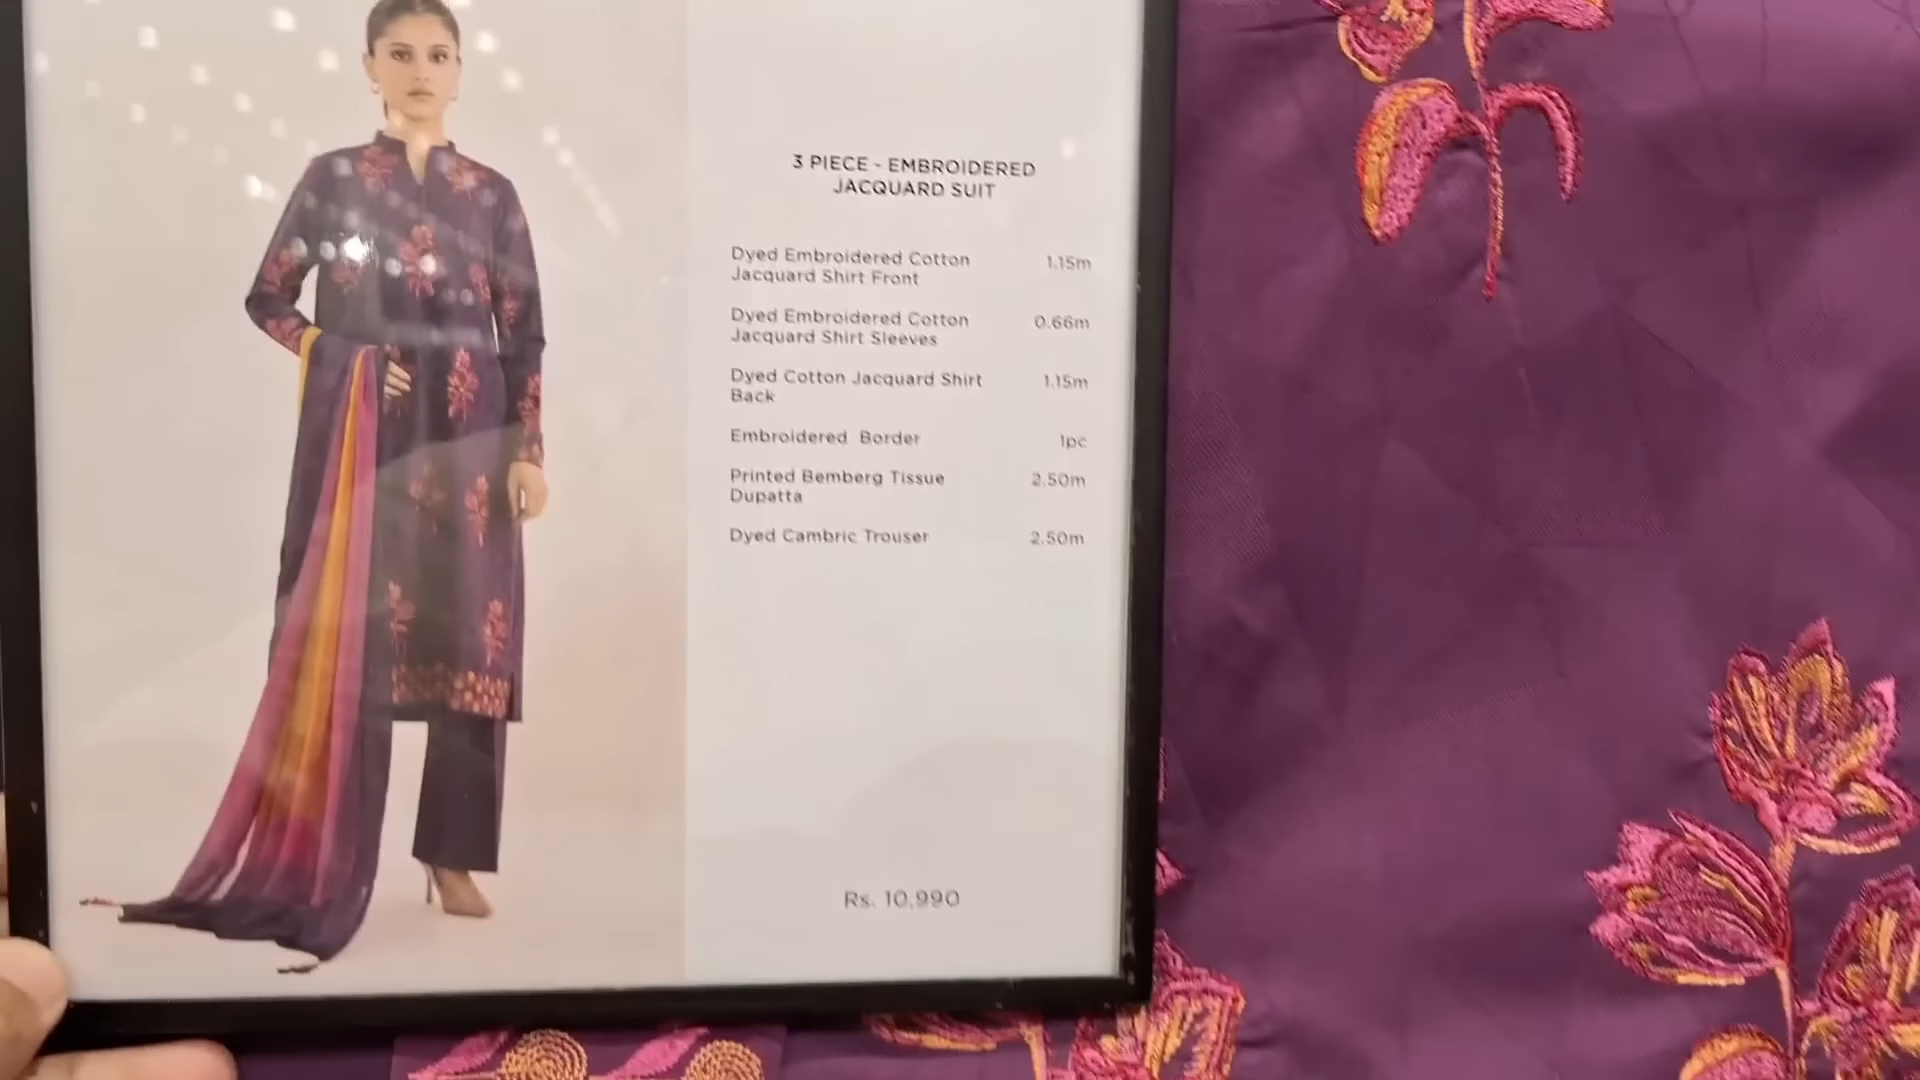 3 PIECE - EMBROIDERED
JACQUARD SUIT
Dyed Embroidered Cotton 1.15m
Jacquard Shirt Front
Dyed Embroidered Cotton 0.66m
Jacquard Shirt Sleeves
Dyed Cotton Jacquard Shirt 1.15m
Back
Embroidered Border 1pc
Printed Bemberg Tissue 2.50m
Dupatta
Dyed Cambric Trouser 2.50m
Rs. 10,990